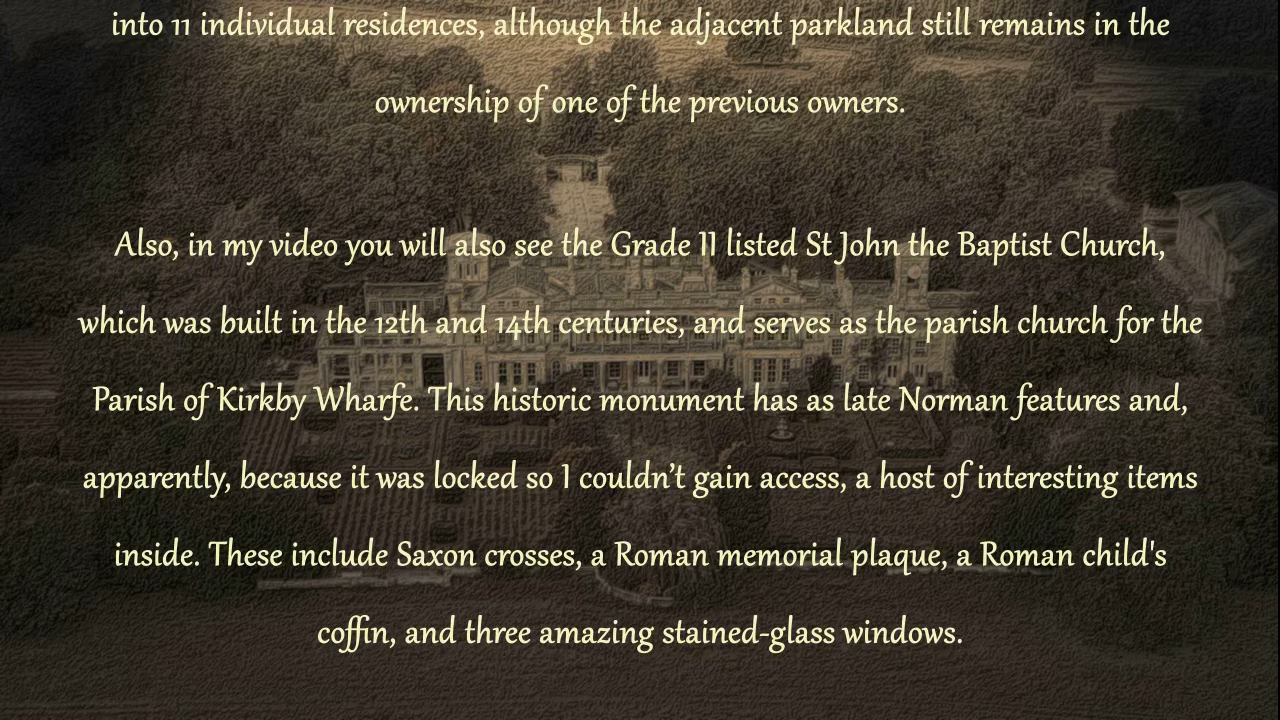 into 11 individual residences, although the adjacent parkland still remains in the
ownership of one of the previous owners.
Also, in my video you will also see the Grade II listed St John the Baptist Church,
which was built in the 12th and 14th centuries, and serves as the parish church for the
Parish of Kirkby Wharfe. This historic monument has as late Norman features and,
apparently, because it was locked so I couldn’t gain access, a host of interesting items
inside. These include Saxon crosses, a Roman memorial plaque, a Roman child's
coffin, and three amazing stained-glass windows.